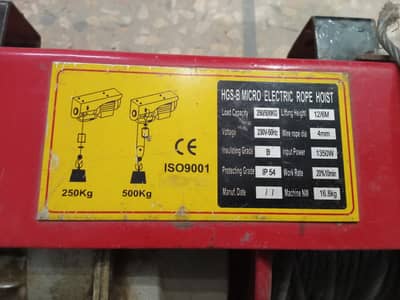 HGS-B MICRO ELECTRIC ROPE HOIST
Load Capacity 250/500KG Lifting Height 12/6M
Voltage 230V-50Hz Wire rope dia 4mm
Insulating Grade B Input Power 1350W
Protecting Grade IP 54 Work Rate 20%10min
Manuf. Date / / Machine NW 16.8kg
CE
ISO9001
250Kg 500Kg